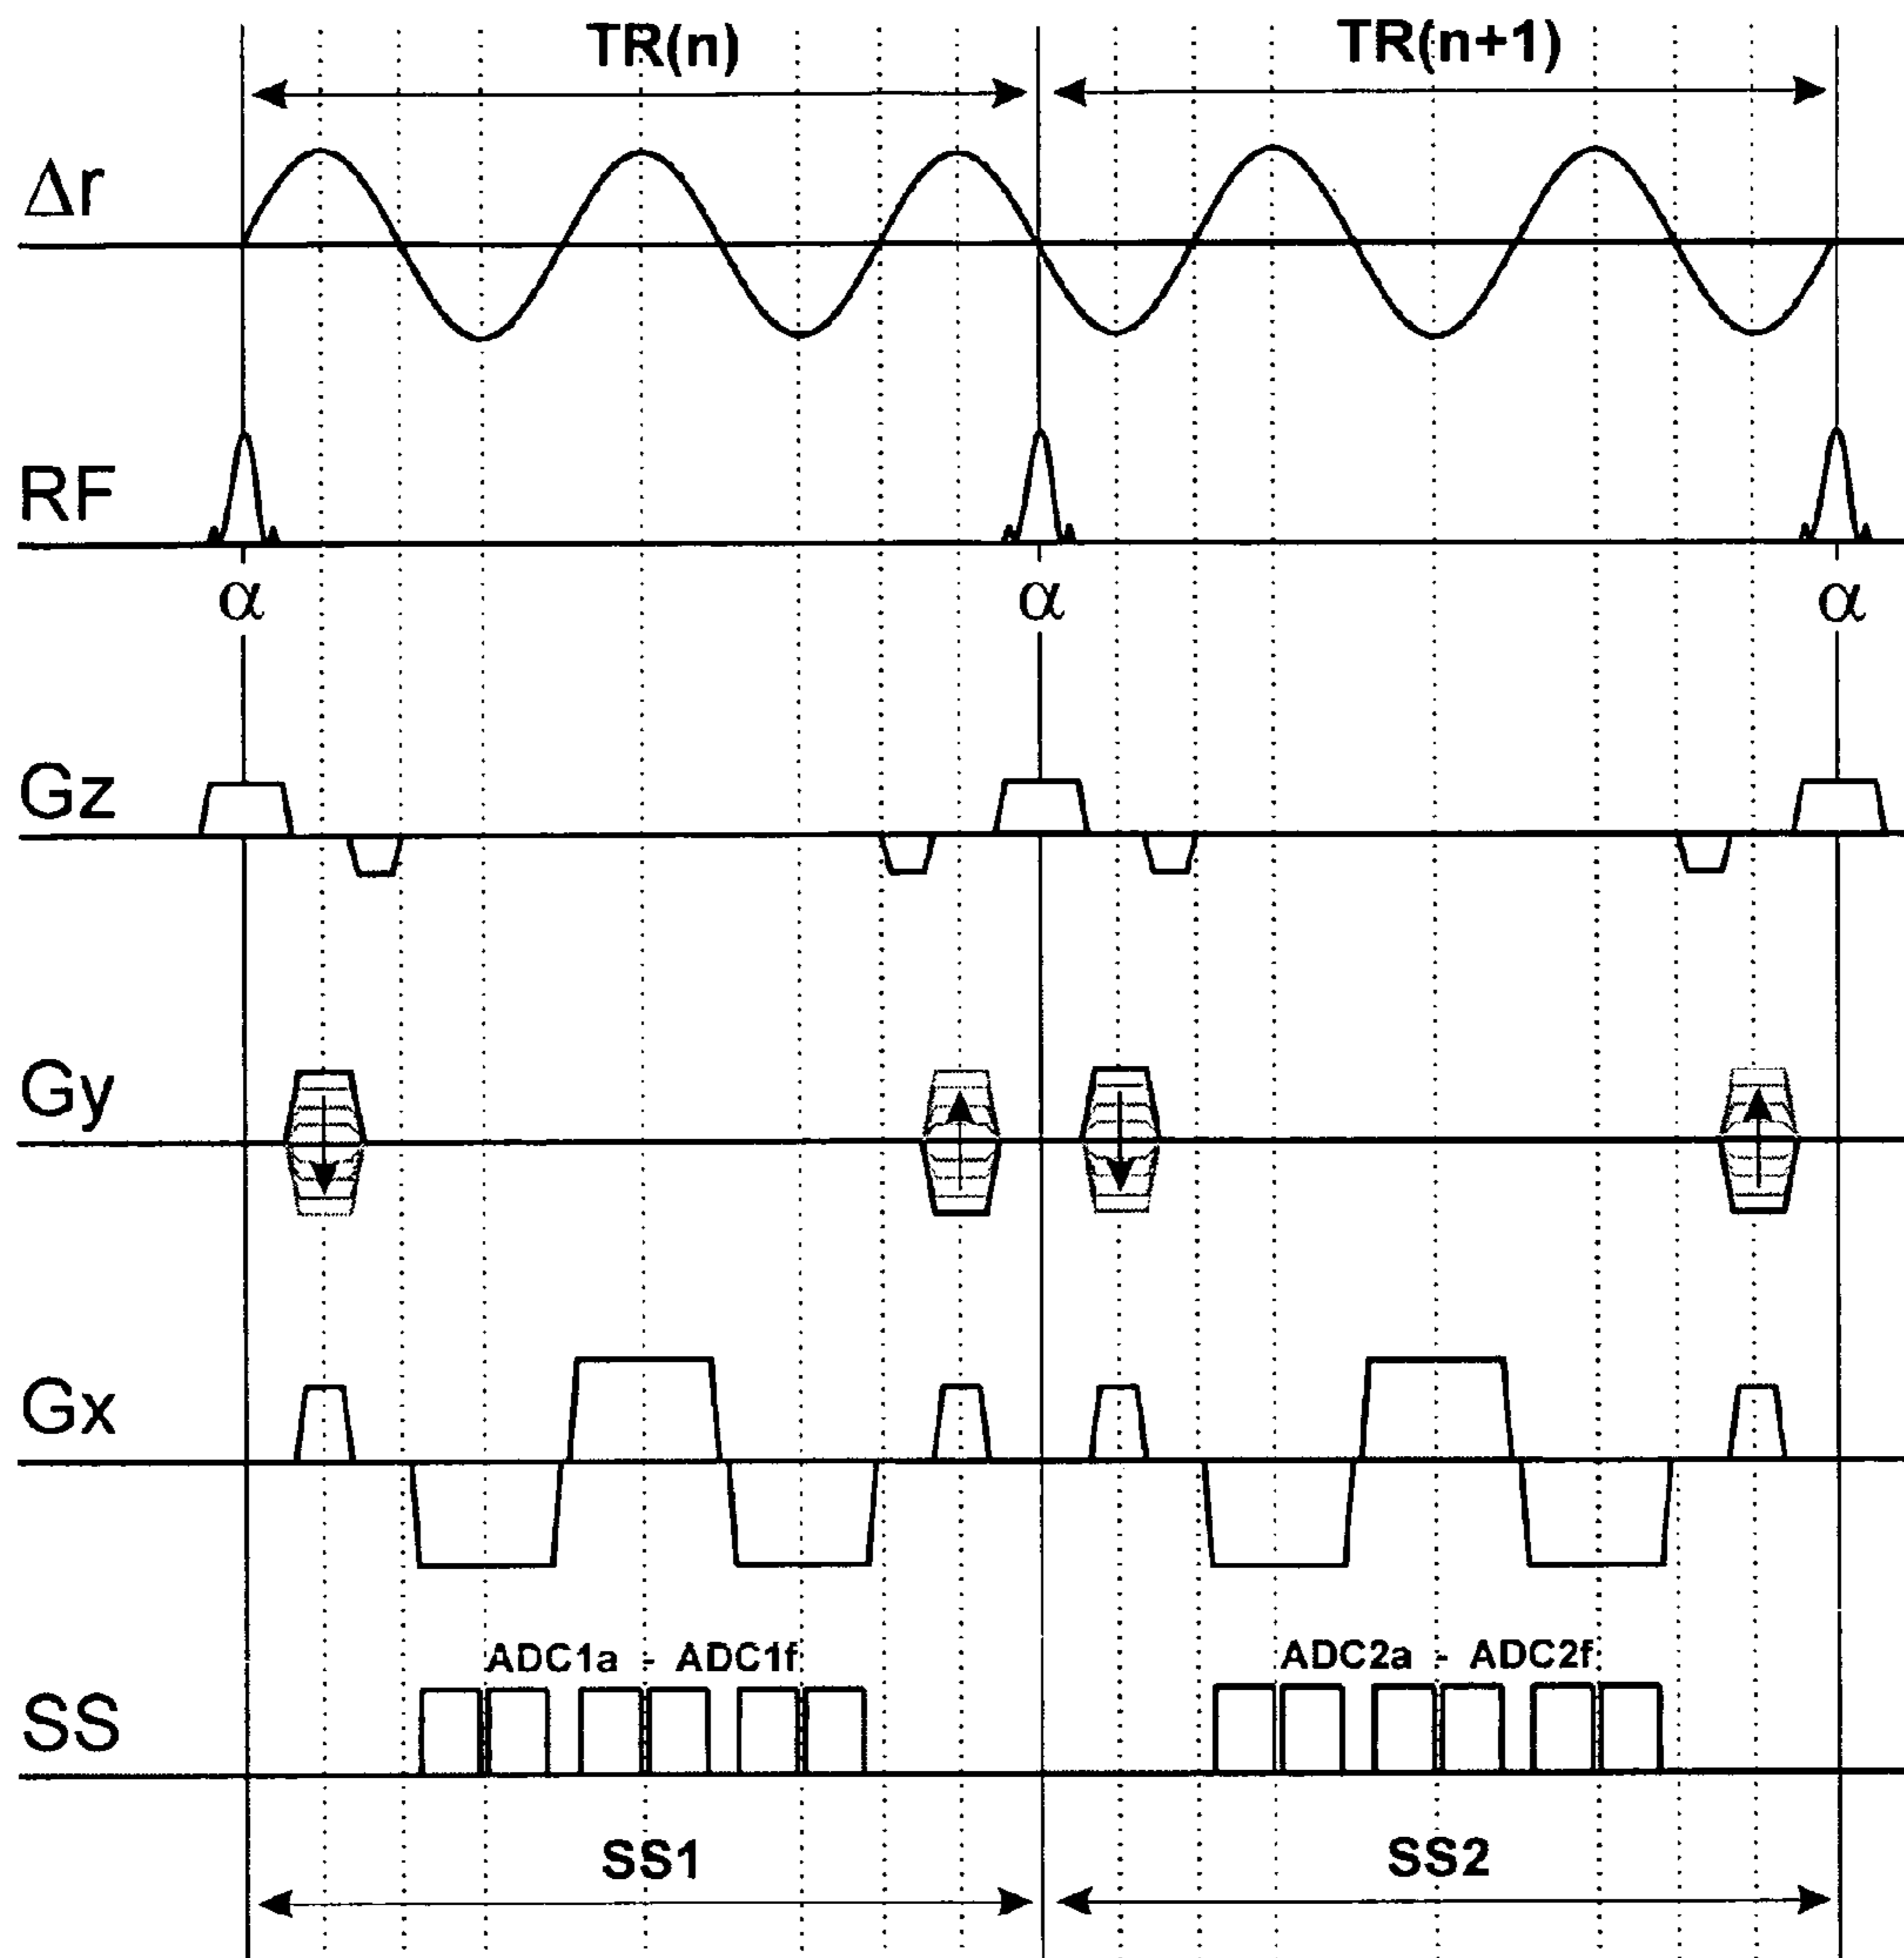 TR(n) TR(n+1)
Δr
RF
α α α
Gz
Gy
Gx
ADC1a - ADC1f ADC2a - ADC2f
SS
SS1 SS2